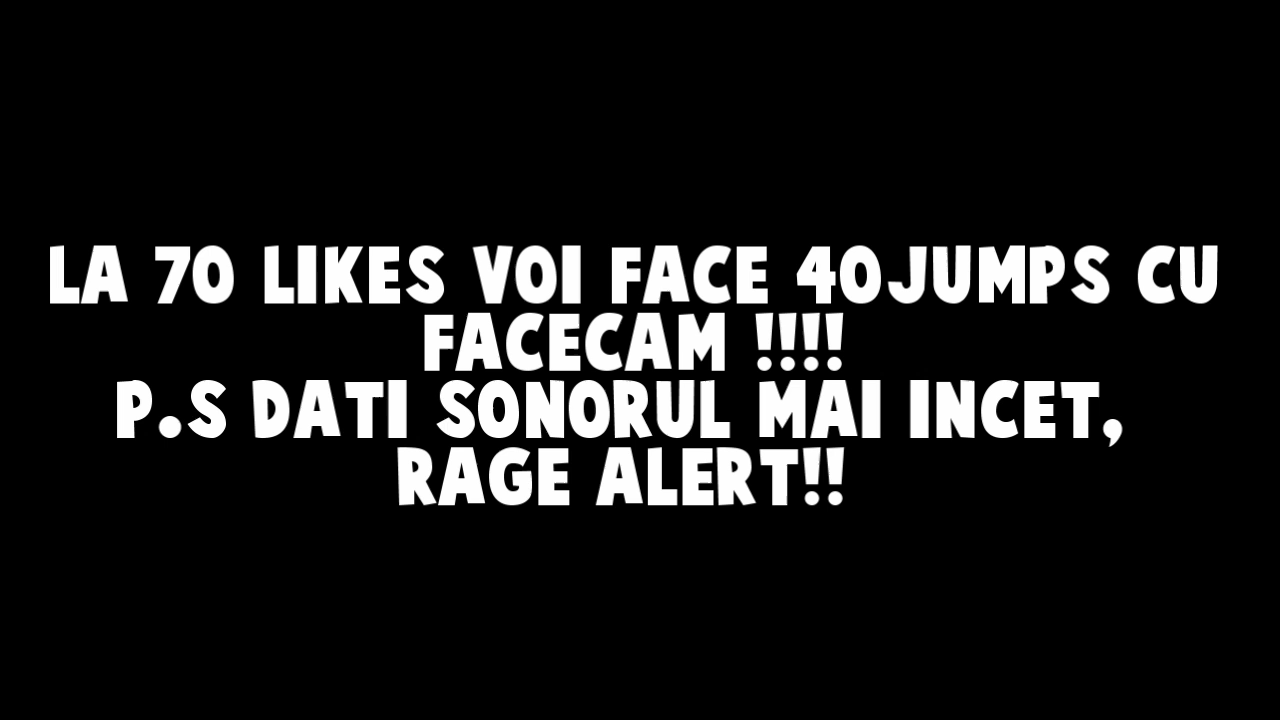 LA 70 LIKES VOI FACE 40JUMPS CU
FACECAM !!!!
P.S DATI SONORUL MAI INCET,
RAGE ALERT!!